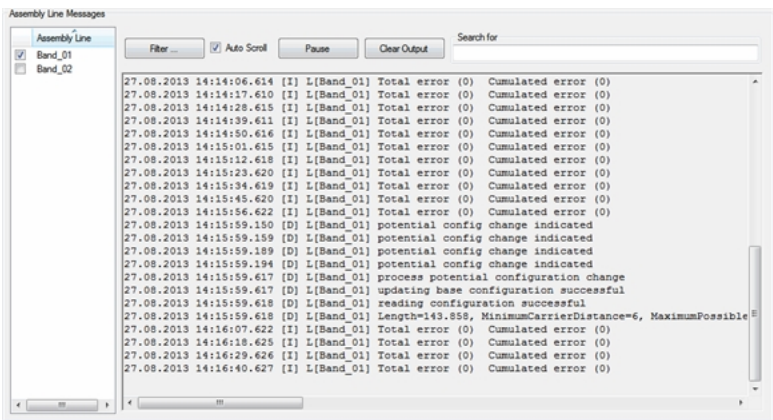 Assembly Line Messages
Assembly Line
Band_01
Band_02
Filter ...
Auto Scroll
Pause
Clear Output
Search for
27.08.2013 14:14:06.614 [I] L[Band_01] Total error (0) Cumulated error (0)
27.08.2013 14:14:17.610 [I] L[Band_01] Total error (0) Cumulated error (0)
27.08.2013 14:14:28.615 [I] L[Band_01] Total error (0) Cumulated error (0)
27.08.2013 14:14:39.611 [I] L[Band_01] Total error (0) Cumulated error (0)
27.08.2013 14:14:50.616 [I] L[Band_01] Total error (0) Cumulated error (0)
27.08.2013 14:15:01.615 [I] L[Band_01] Total error (0) Cumulated error (0)
27.08.2013 14:15:12.618 [I] L[Band_01] Total error (0) Cumulated error (0)
27.08.2013 14:15:23.620 [I] L[Band_01] Total error (0) Cumulated error (0)
27.08.2013 14:15:34.619 [I] L[Band_01] Total error (0) Cumulated error (0)
27.08.2013 14:15:45.620 [I] L[Band_01] Total error (0) Cumulated error (0)
27.08.2013 14:15:56.622 [I] L[Band_01] Total error (0) Cumulated error (0)
27.08.2013 14:15:59.150 [D] L[Band_01] potential config change indicated
27.08.2013 14:15:59.159 [D] L[Band_01] potential config change indicated
27.08.2013 14:15:59.189 [D] L[Band_01] potential config change indicated
27.08.2013 14:15:59.194 [D] L[Band_01] potential config change indicated
27.08.2013 14:15:59.617 [D] L[Band_01] process potential configuration change
27.08.2013 14:15:59.617 [D] L[Band_01] updating base configuration successful
27.08.2013 14:15:59.618 [D] L[Band_01] reading configuration successful
27.08.2013 14:15:59.618 [D] L[Band_01] Length=143.858, MinimumCarrierDistance=6, MaximumPossible
27.08.2013 14:16:07.622 [I] L[Band_01] Total error (0) Cumulated error (0)
27.08.2013 14:16:18.625 [I] L[Band_01] Total error (0) Cumulated error (0)
27.08.2013 14:16:29.626 [I] L[Band_01] Total error (0) Cumulated error (0)
27.08.2013 14:16:40.627 [I] L[Band_01] Total error (0) Cumulated error (0)